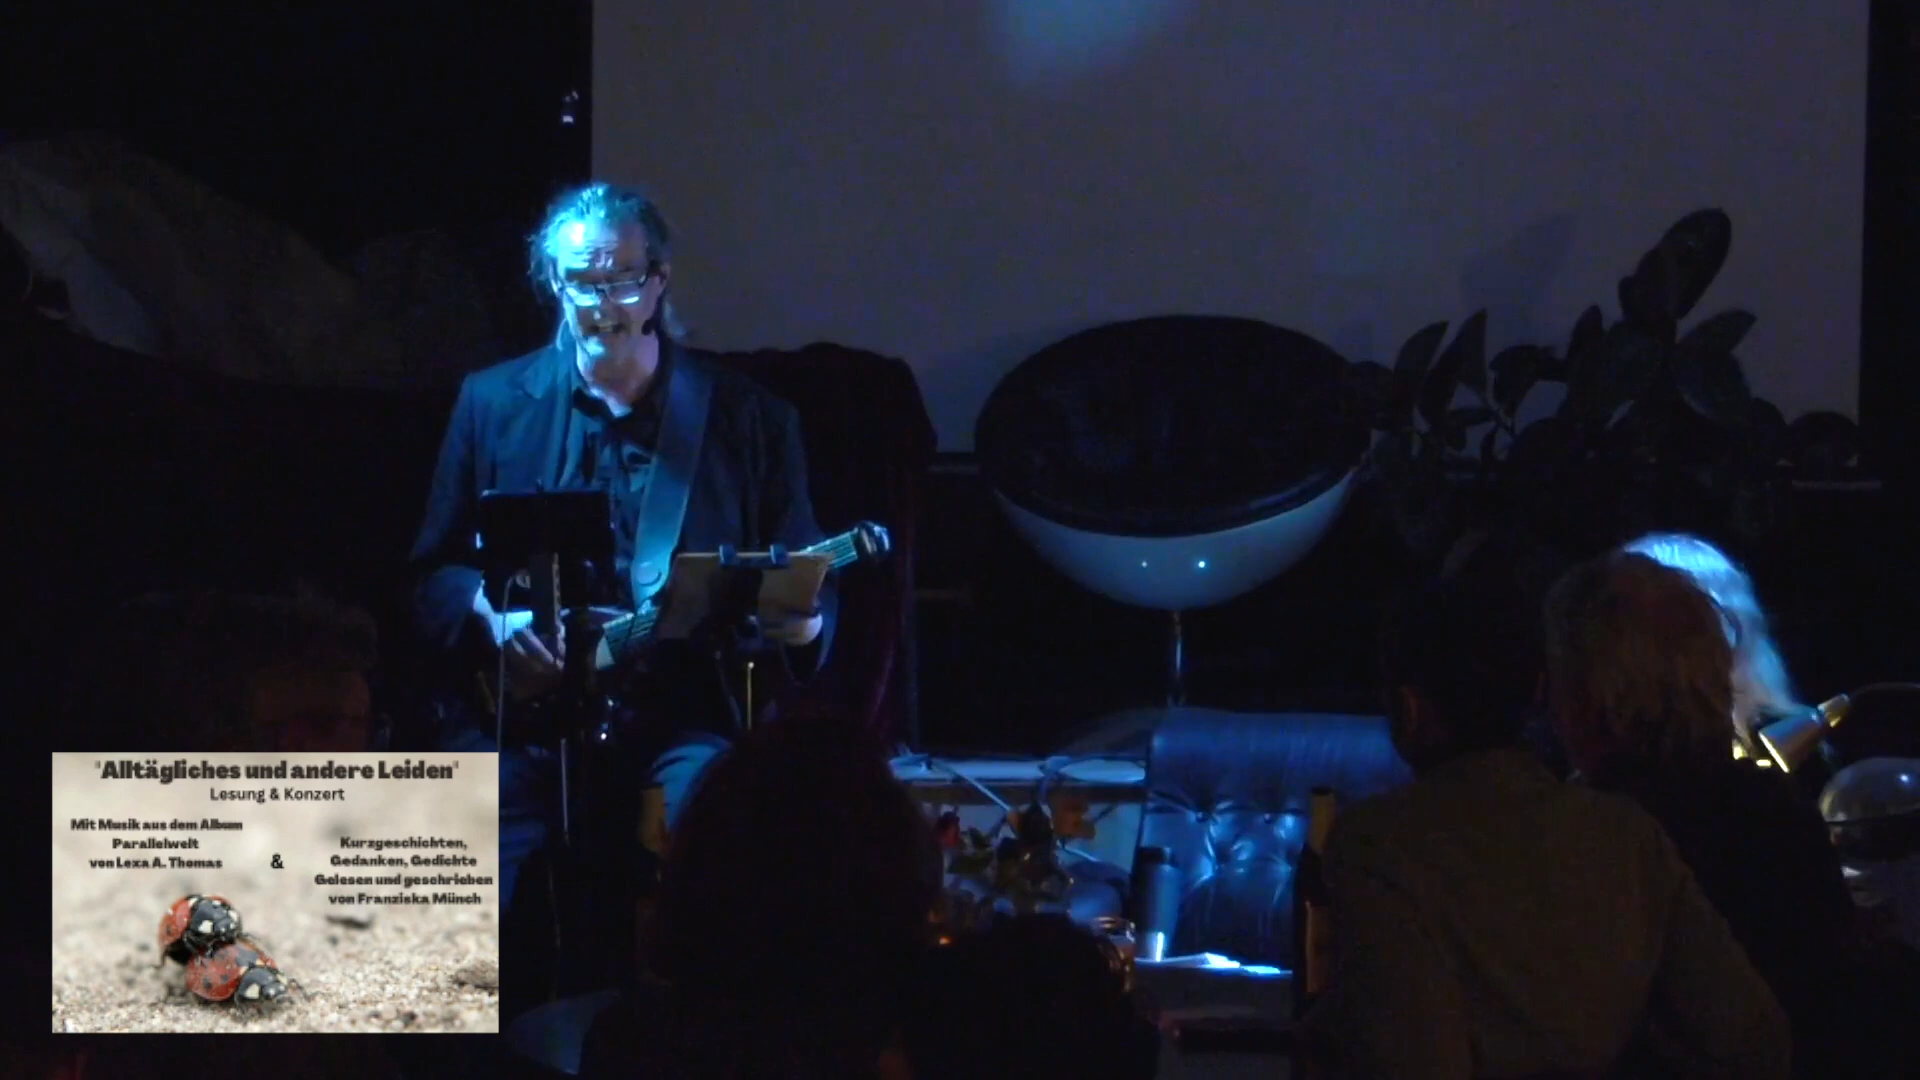 "Alltägliches und andere Leiden"
Lesung & Konzert
Mit Musik aus dem Album
Parallelwelt
von Lexa A. Thomas
&
Kurzgeschichten,
Gedanken, Gedichte
Gelesen und geschrieben
von Franziska Münch